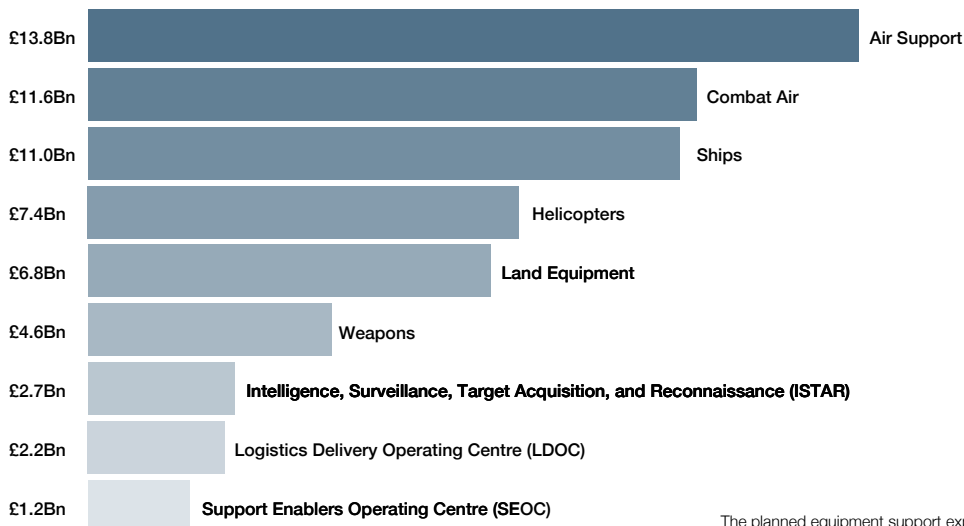 £13.8Bn Air Support
£11.6Bn Combat Air
£11.0Bn Ships
£7.4Bn Helicopters
£6.8Bn Land Equipment
£4.6Bn Weapons
£2.7Bn Intelligence, Surveillance, Target Acquisition, and Reconnaissance (ISTAR)
£2.2Bn Logistics Delivery Operating Centre (LDOC)
£1.2Bn Support Enablers Operating Centre (SEOC)
The planned equipment support